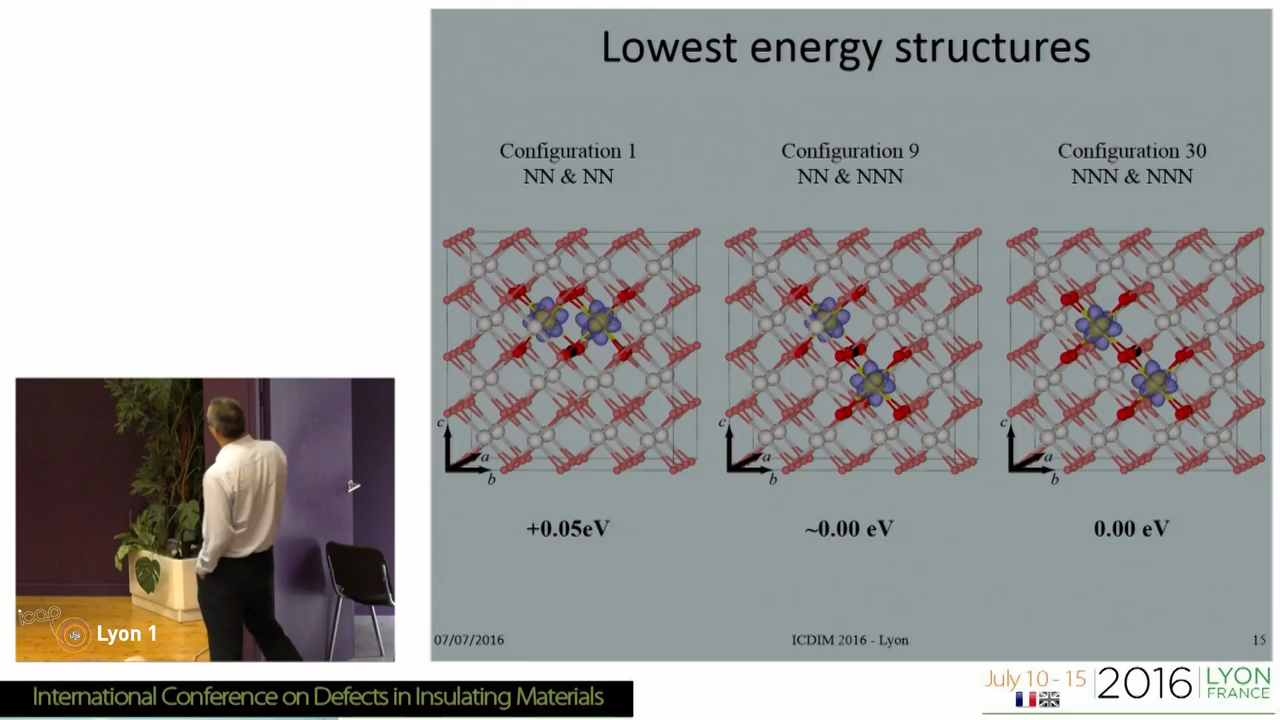 Lowest energy structures
Configuration 1
NN & NN
Configuration 9
NN & NNN
Configuration 30
NNN & NNN
c
a
b
c
a
b
c
a
b
+0.05eV
~0.00 eV
0.00 eV
07/07/2016
ICDIM 2016 - Lyon
15
icap
Lyon 1
International Conference on Defects in Insulating Materials
July 10 - 15
2016
LYON
FRANCE